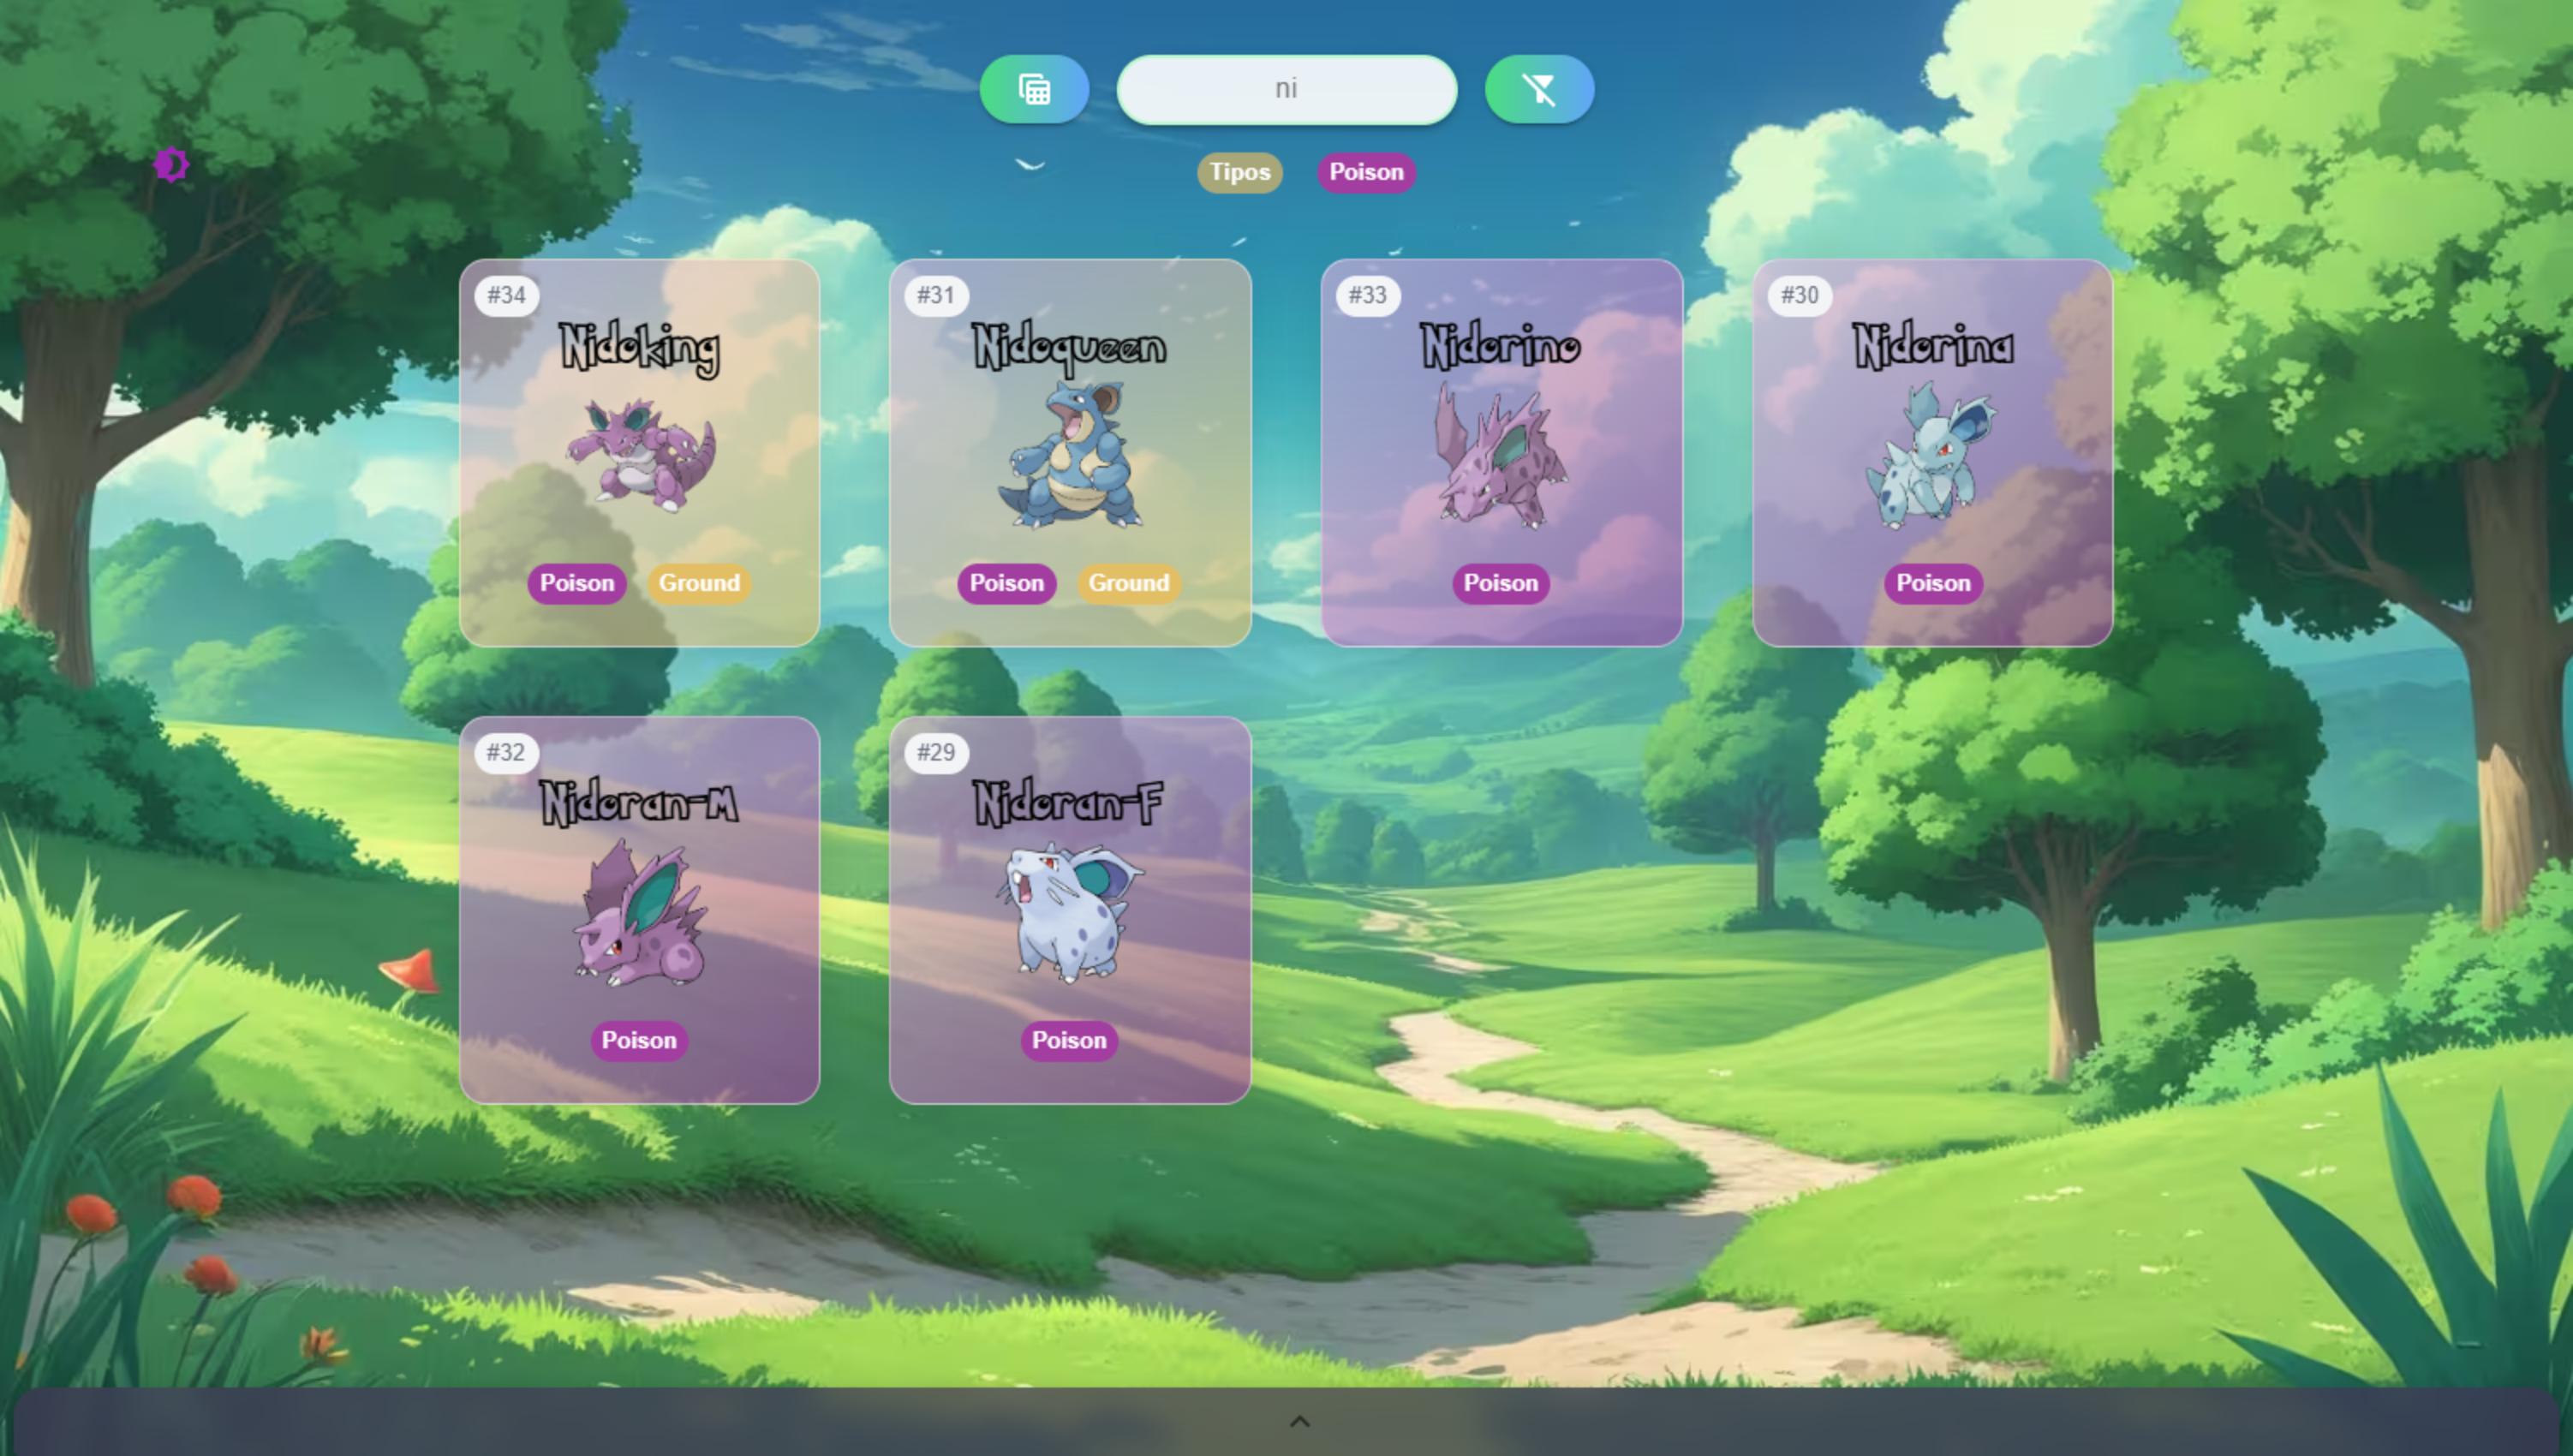 ni
Tipos Poison
#34
Nidoking
Poison Ground
#31
Nidoqueen
Poison Ground
#33
Nidorino
Poison
#30
Nidorina
Poison
#32
Nidoran-M
Poison
#29
Nidoran-F
Poison